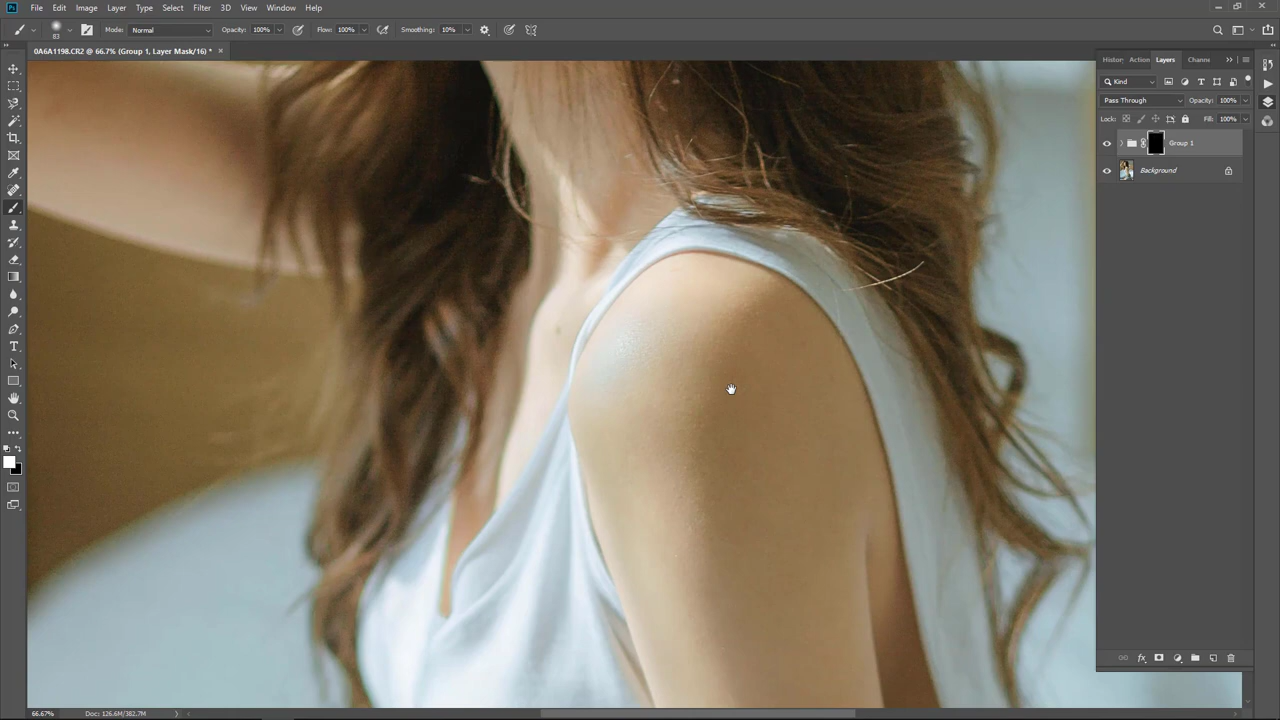 Ps File Edit Image Layer Type Select Filter 3D View Window Help
83 Mode: Normal Opacity: 100% Flow: 100% Smoothing: 10%
0A6A1198.CR2 @ 66.7% (Group 1, Layer Mask/16) * ×
Histor Action Layers Channe
Kind
Pass Through Opacity: 100%
Lock: Fill: 100%
Group 1
Background
66.67% Doc: 126.6M/382.7M